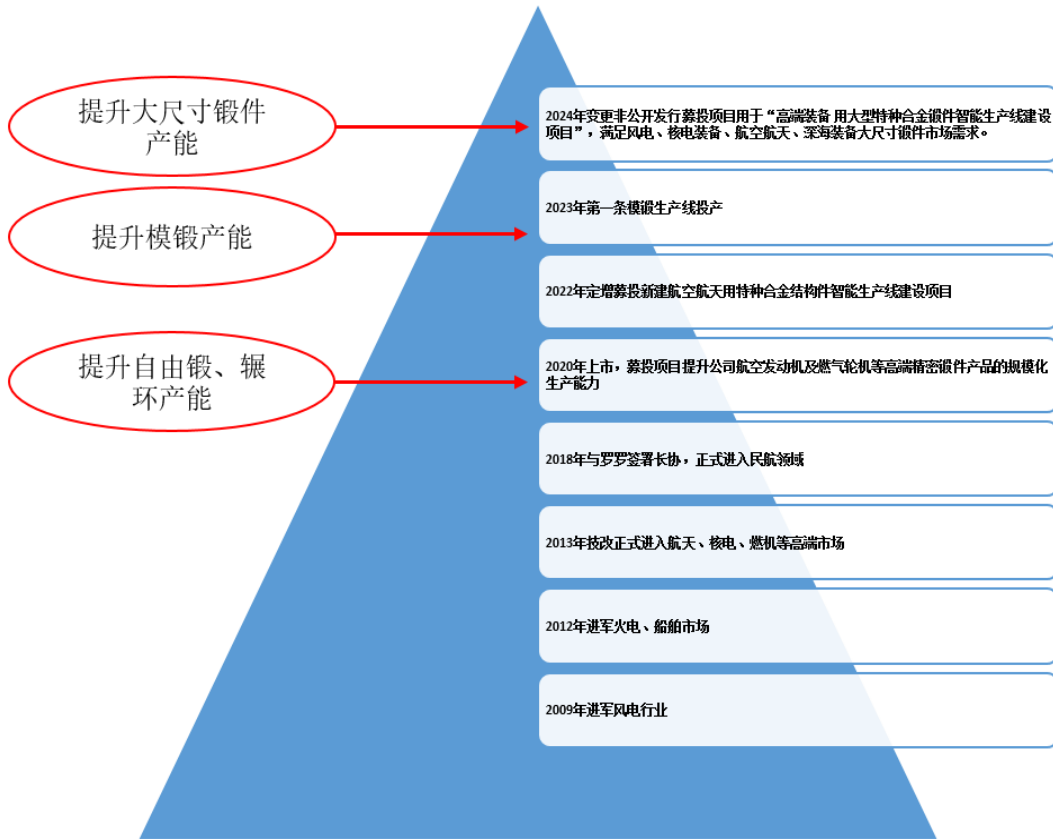 提升大尺寸锻件
产能
2024年变更非公开发行募投项目用于“高端装备 用大型特种合金锻件智能生产线建设
项目”，满足风电、核电装备、航空航天、深海装备大尺寸锻件市场需求。
2023年第一条模锻生产线投产
提升模锻产能
2022年定增募投新建航空航天用特种合金结构件智能生产线建设项目
提升自由锻、辗
环产能
2020年上市，募投项目提升公司航空发动机及燃气轮机等高端精密锻件产品的规模化
生产能力
2018年与罗罗签署长协，正式进入民航领域
2013年技改正式进入航天、核电、燃机等高端市场
2012年进军火电、船舶市场
2009年进军风电行业